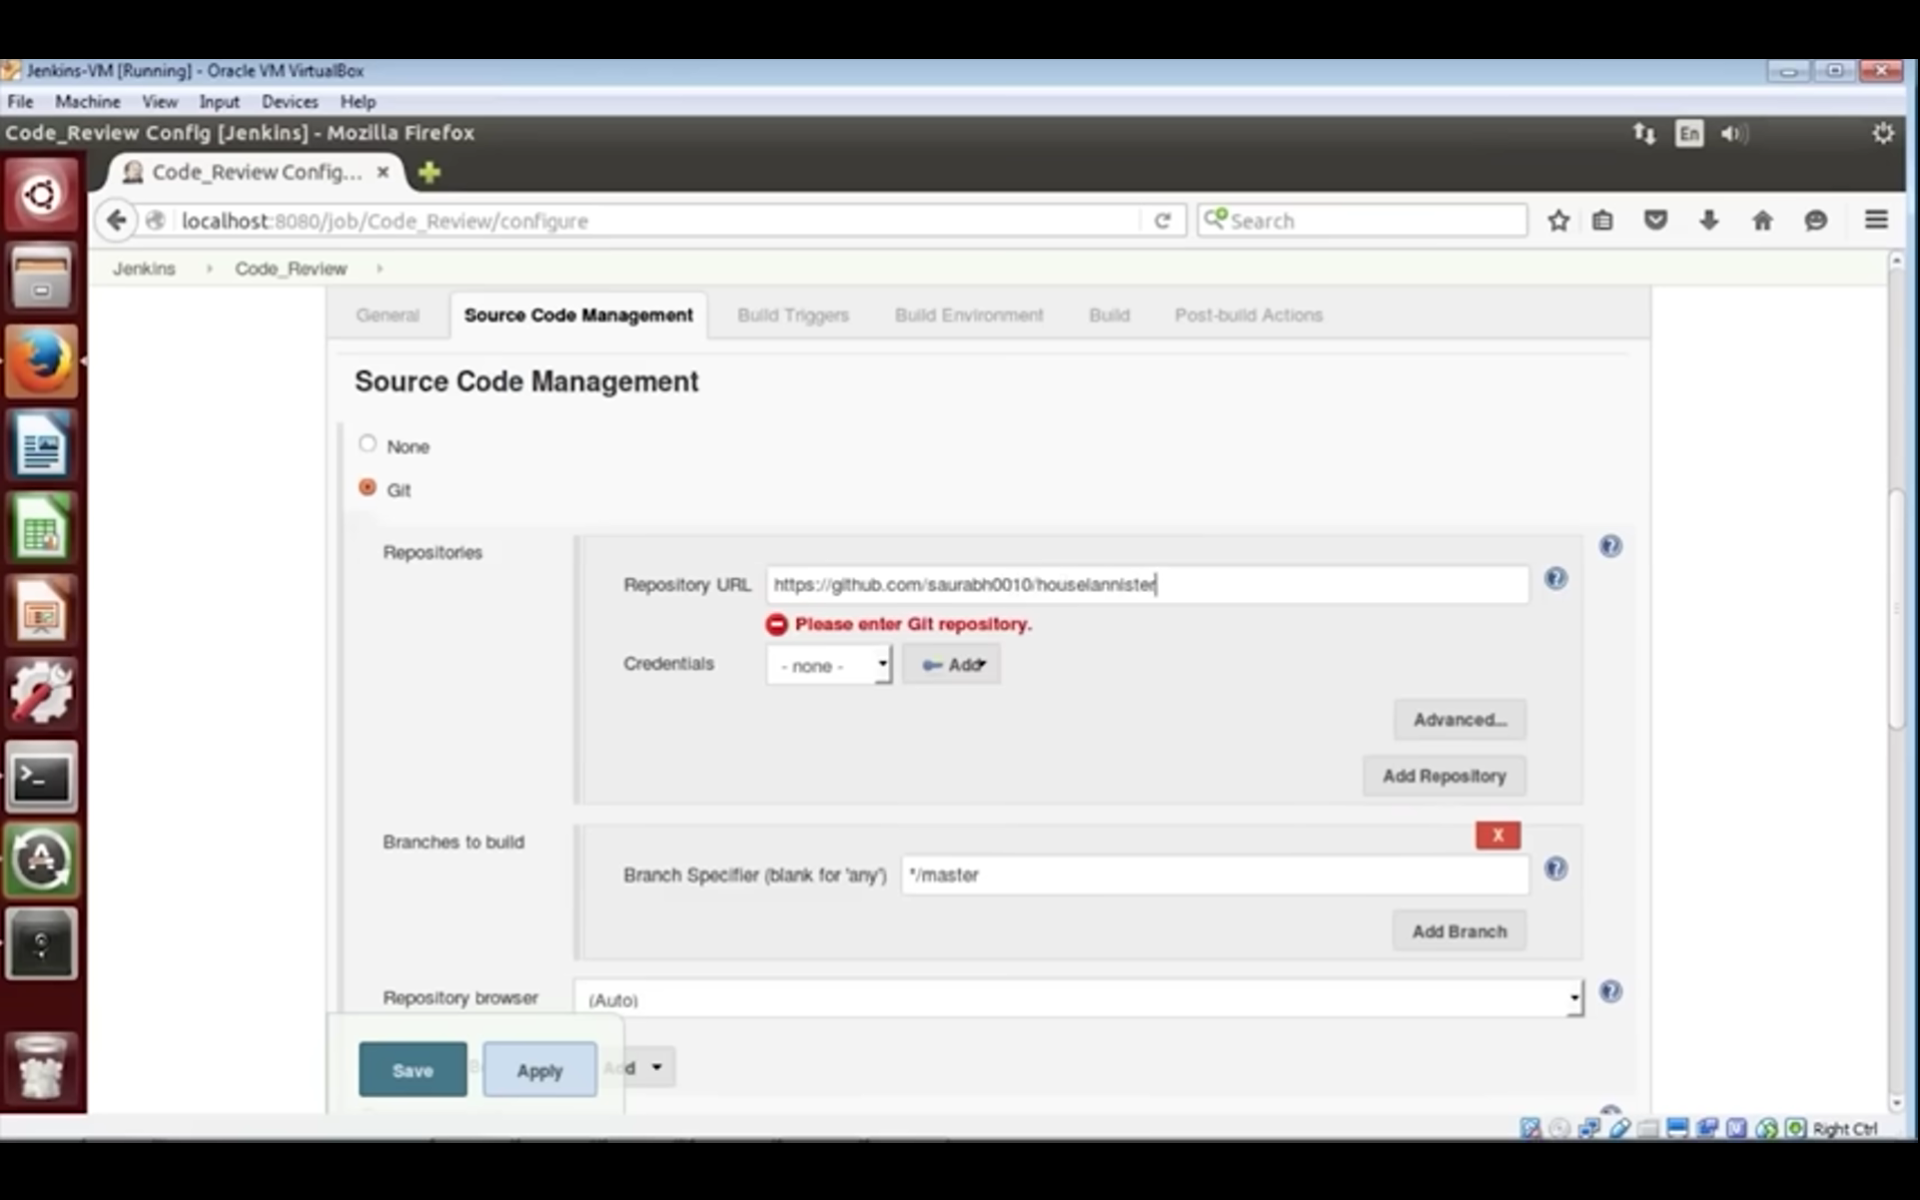 Jenkins-VM [Running] - Oracle VM VirtualBox
File Machine View Input Devices Help
Code_Review Config [Jenkins] - Mozilla Firefox
En
Code_Review Config... ×
localhost:8080/job/Code_Review/configure
Search
Jenkins Code_Review
General Source Code Management Build Triggers Build Environment Build Post-build Actions
Source Code Management
None
Git
Repositories
Repository URL https://github.com/saurabh0010/houselannister
Please enter Git repository.
Credentials - none - Add
Advanced...
Add Repository
Branches to build
X
Branch Specifier (blank for 'any') */master
Add Branch
Repository browser (Auto)
Save Apply Add
Right Ctrl